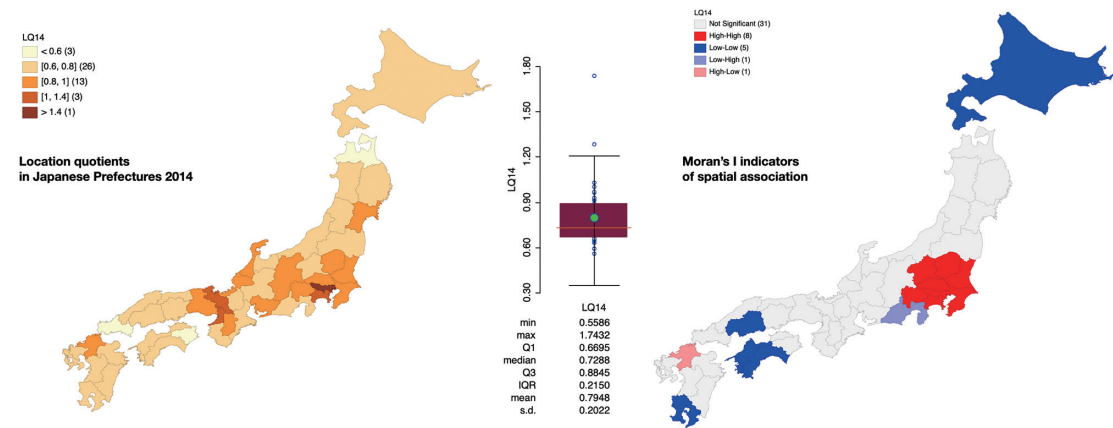 LQ14
< 0.6 (3)
[0.6, 0.8] (26)
[0.8, 1] (13)
[1, 1.4] (3)
> 1.4 (1)
Location quotients
in Japanese Prefectures 2014
LQ14
1.80
1.50
1.20
0.90
0.60
0.30
LQ14
min 0.5586
max 1.7432
Q1 0.6695
median 0.7288
Q3 0.8845
IQR 0.2150
mean 0.7948
s.d. 0.2022
LQ14
Not Significant (31)
High-High (8)
Low-Low (5)
Low-High (1)
High-Low (1)
Moran's I indicators
of spatial association